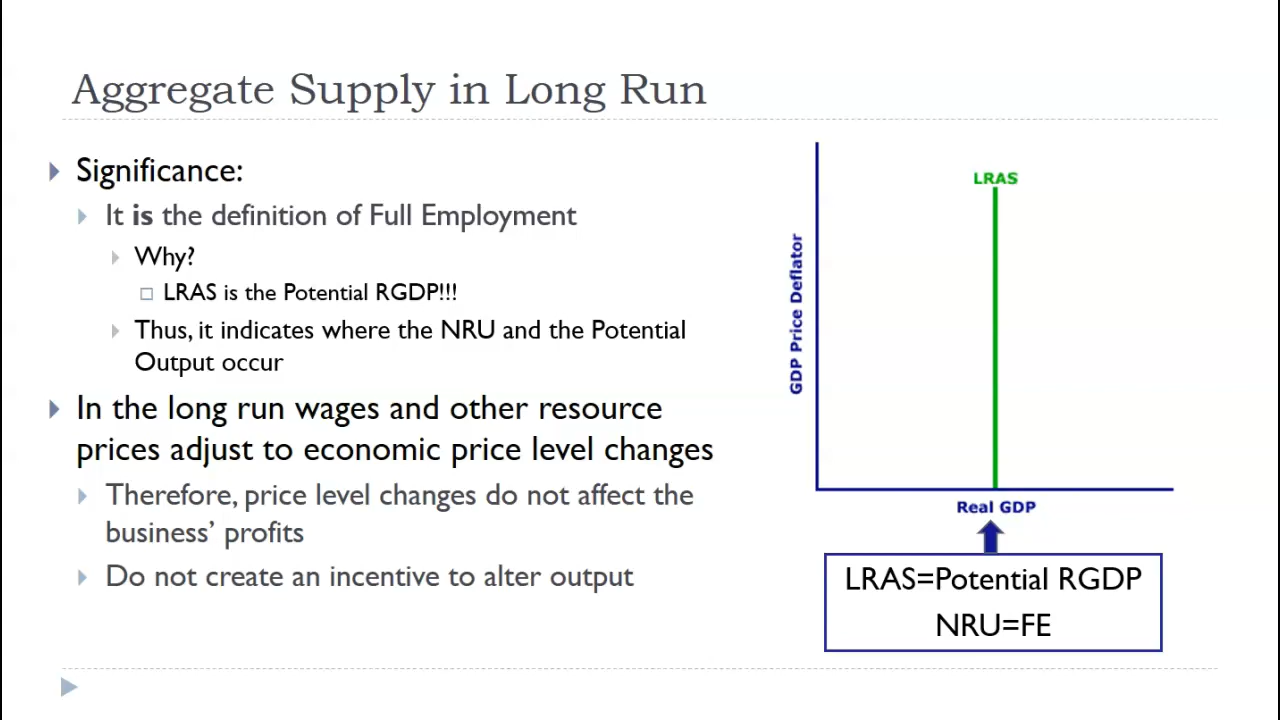 Aggregate Supply in Long Run
Significance:
It is the definition of Full Employment
Why?
LRAS is the Potential RGDP!!!
Thus, it indicates where the NRU and the Potential
Output occur
In the long run wages and other resource
prices adjust to economic price level changes
Therefore, price level changes do not affect the
business’ profits
Do not create an incentive to alter output
LRAS
GDP Price Deflator
Real GDP
LRAS=Potential RGDP
NRU=FE